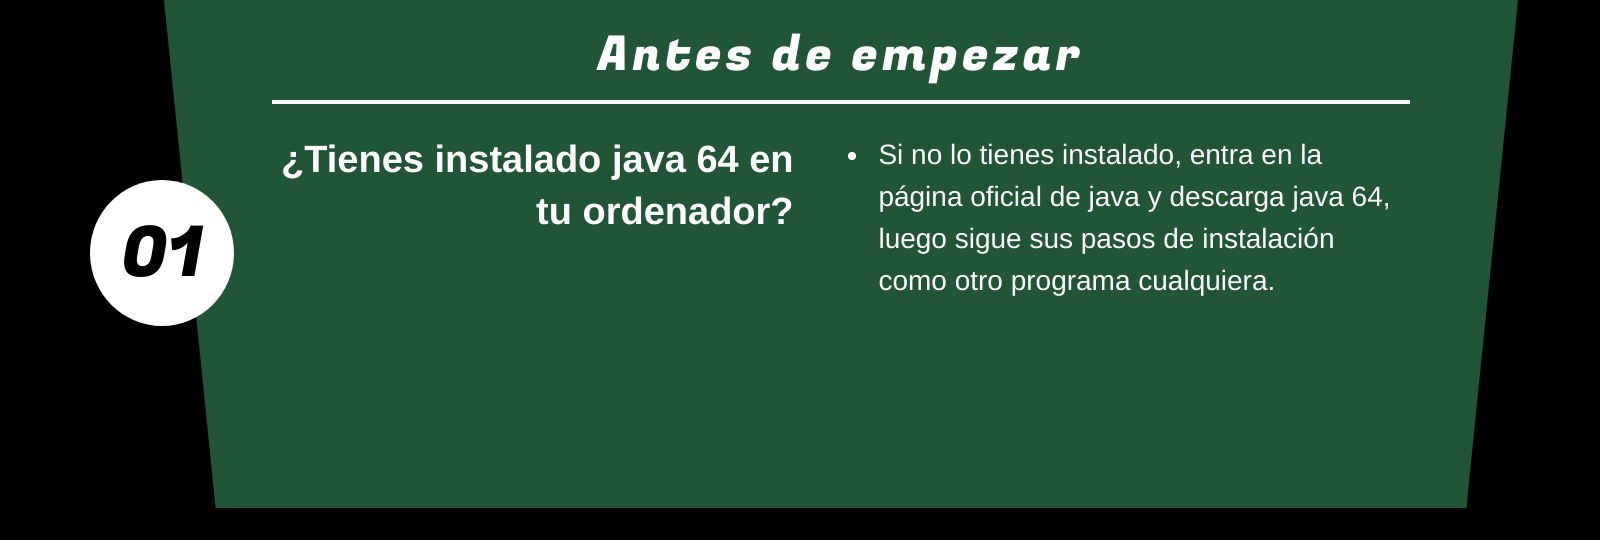 Antes de empezar
01
¿Tienes instalado java 64 en
tu ordenador?
• Si no lo tienes instalado, entra en la
página oficial de java y descarga java 64,
luego sigue sus pasos de instalación
como otro programa cualquiera.